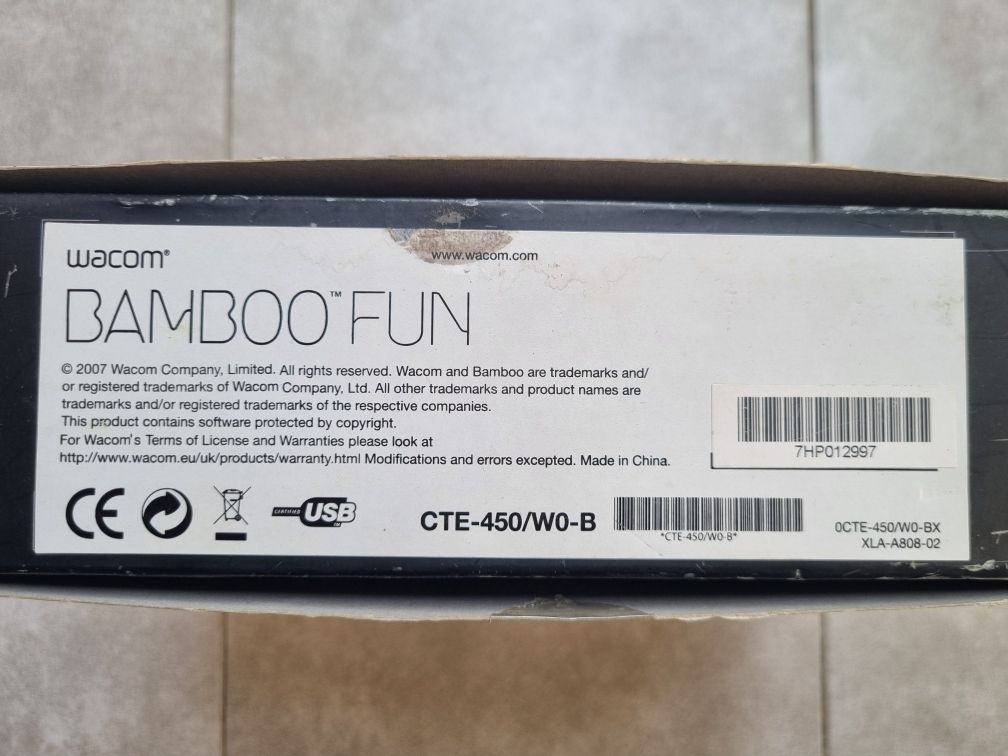 wacom®
www.wacom.com
BAMBOO™ FUN
© 2007 Wacom Company, Limited. All rights reserved. Wacom and Bamboo are trademarks and/
or registered trademarks of Wacom Company, Ltd. All other trademarks and product names are
trademarks and/or registered trademarks of the respective companies.
This product contains software protected by copyright.
For Wacom's Terms of License and Warranties please look at
http://www.wacom.eu/uk/products/warranty.html Modifications and errors excepted. Made in China.
7HP012997
CE
CERTIFIED USB™
CTE-450/W0-B
*CTE-450/W0-B*
0CTE-450/W0-BX
XLA-A808-02